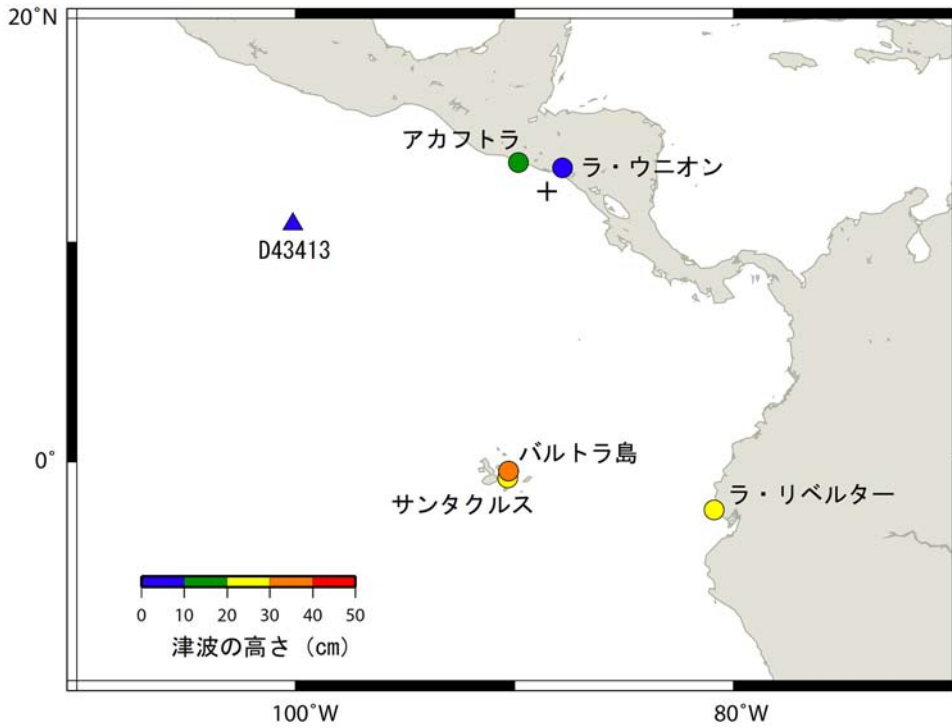 20˚N
アカフトラ
ラ・ウニオン
D43413
0˚
バルトラ島
サンタクルス
ラ・リベルター
0 10 20 30 40 50
津波の高さ (cm)
100˚W 80˚W